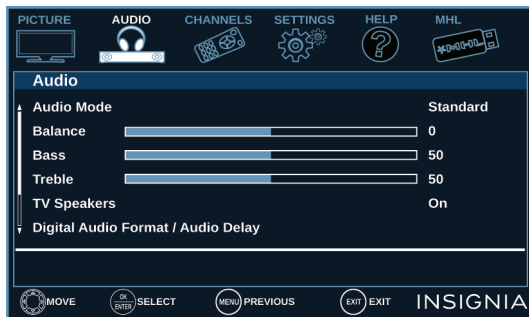 PICTURE AUDIO CHANNELS SETTINGS HELP MHL
MHL
Audio
Audio Mode Standard
Balance 0
Bass 50
Treble 50
TV Speakers On
Digital Audio Format / Audio Delay
OK
ENTER
MOVE SELECT MENU PREVIOUS EXIT EXIT INSIGNIA